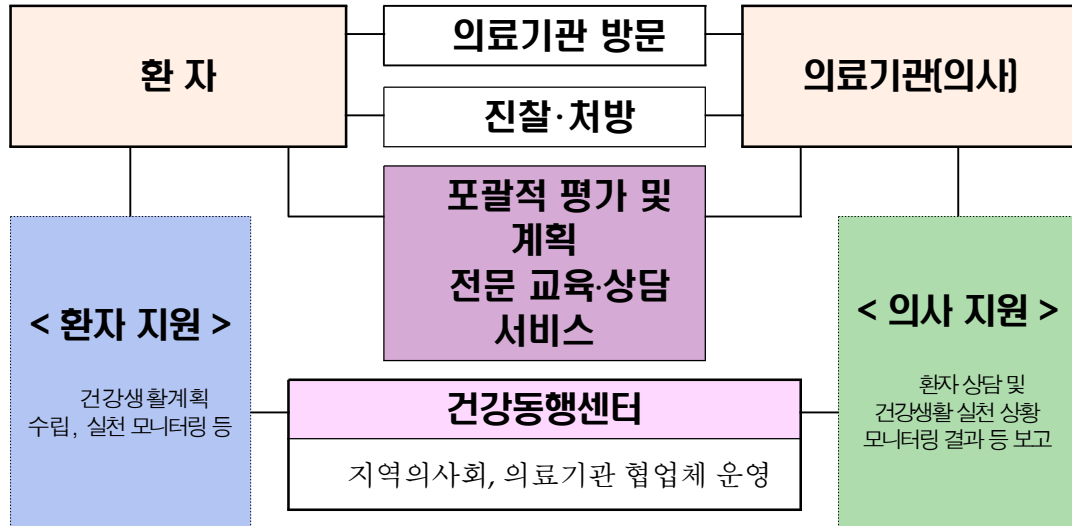 환 자
의료기관 방문
의료기관(의사)
진찰·처방
포괄적 평가 및
계획
전문 교육·상담
서비스
< 환자 지원 >
건강생활계획
수립, 실천 모니터링 등
< 의사 지원 >
환자 상담 및
건강생활 실천 상황
모니터링 결과 등 보고
건강동행센터
지역의사회, 의료기관 협업체 운영